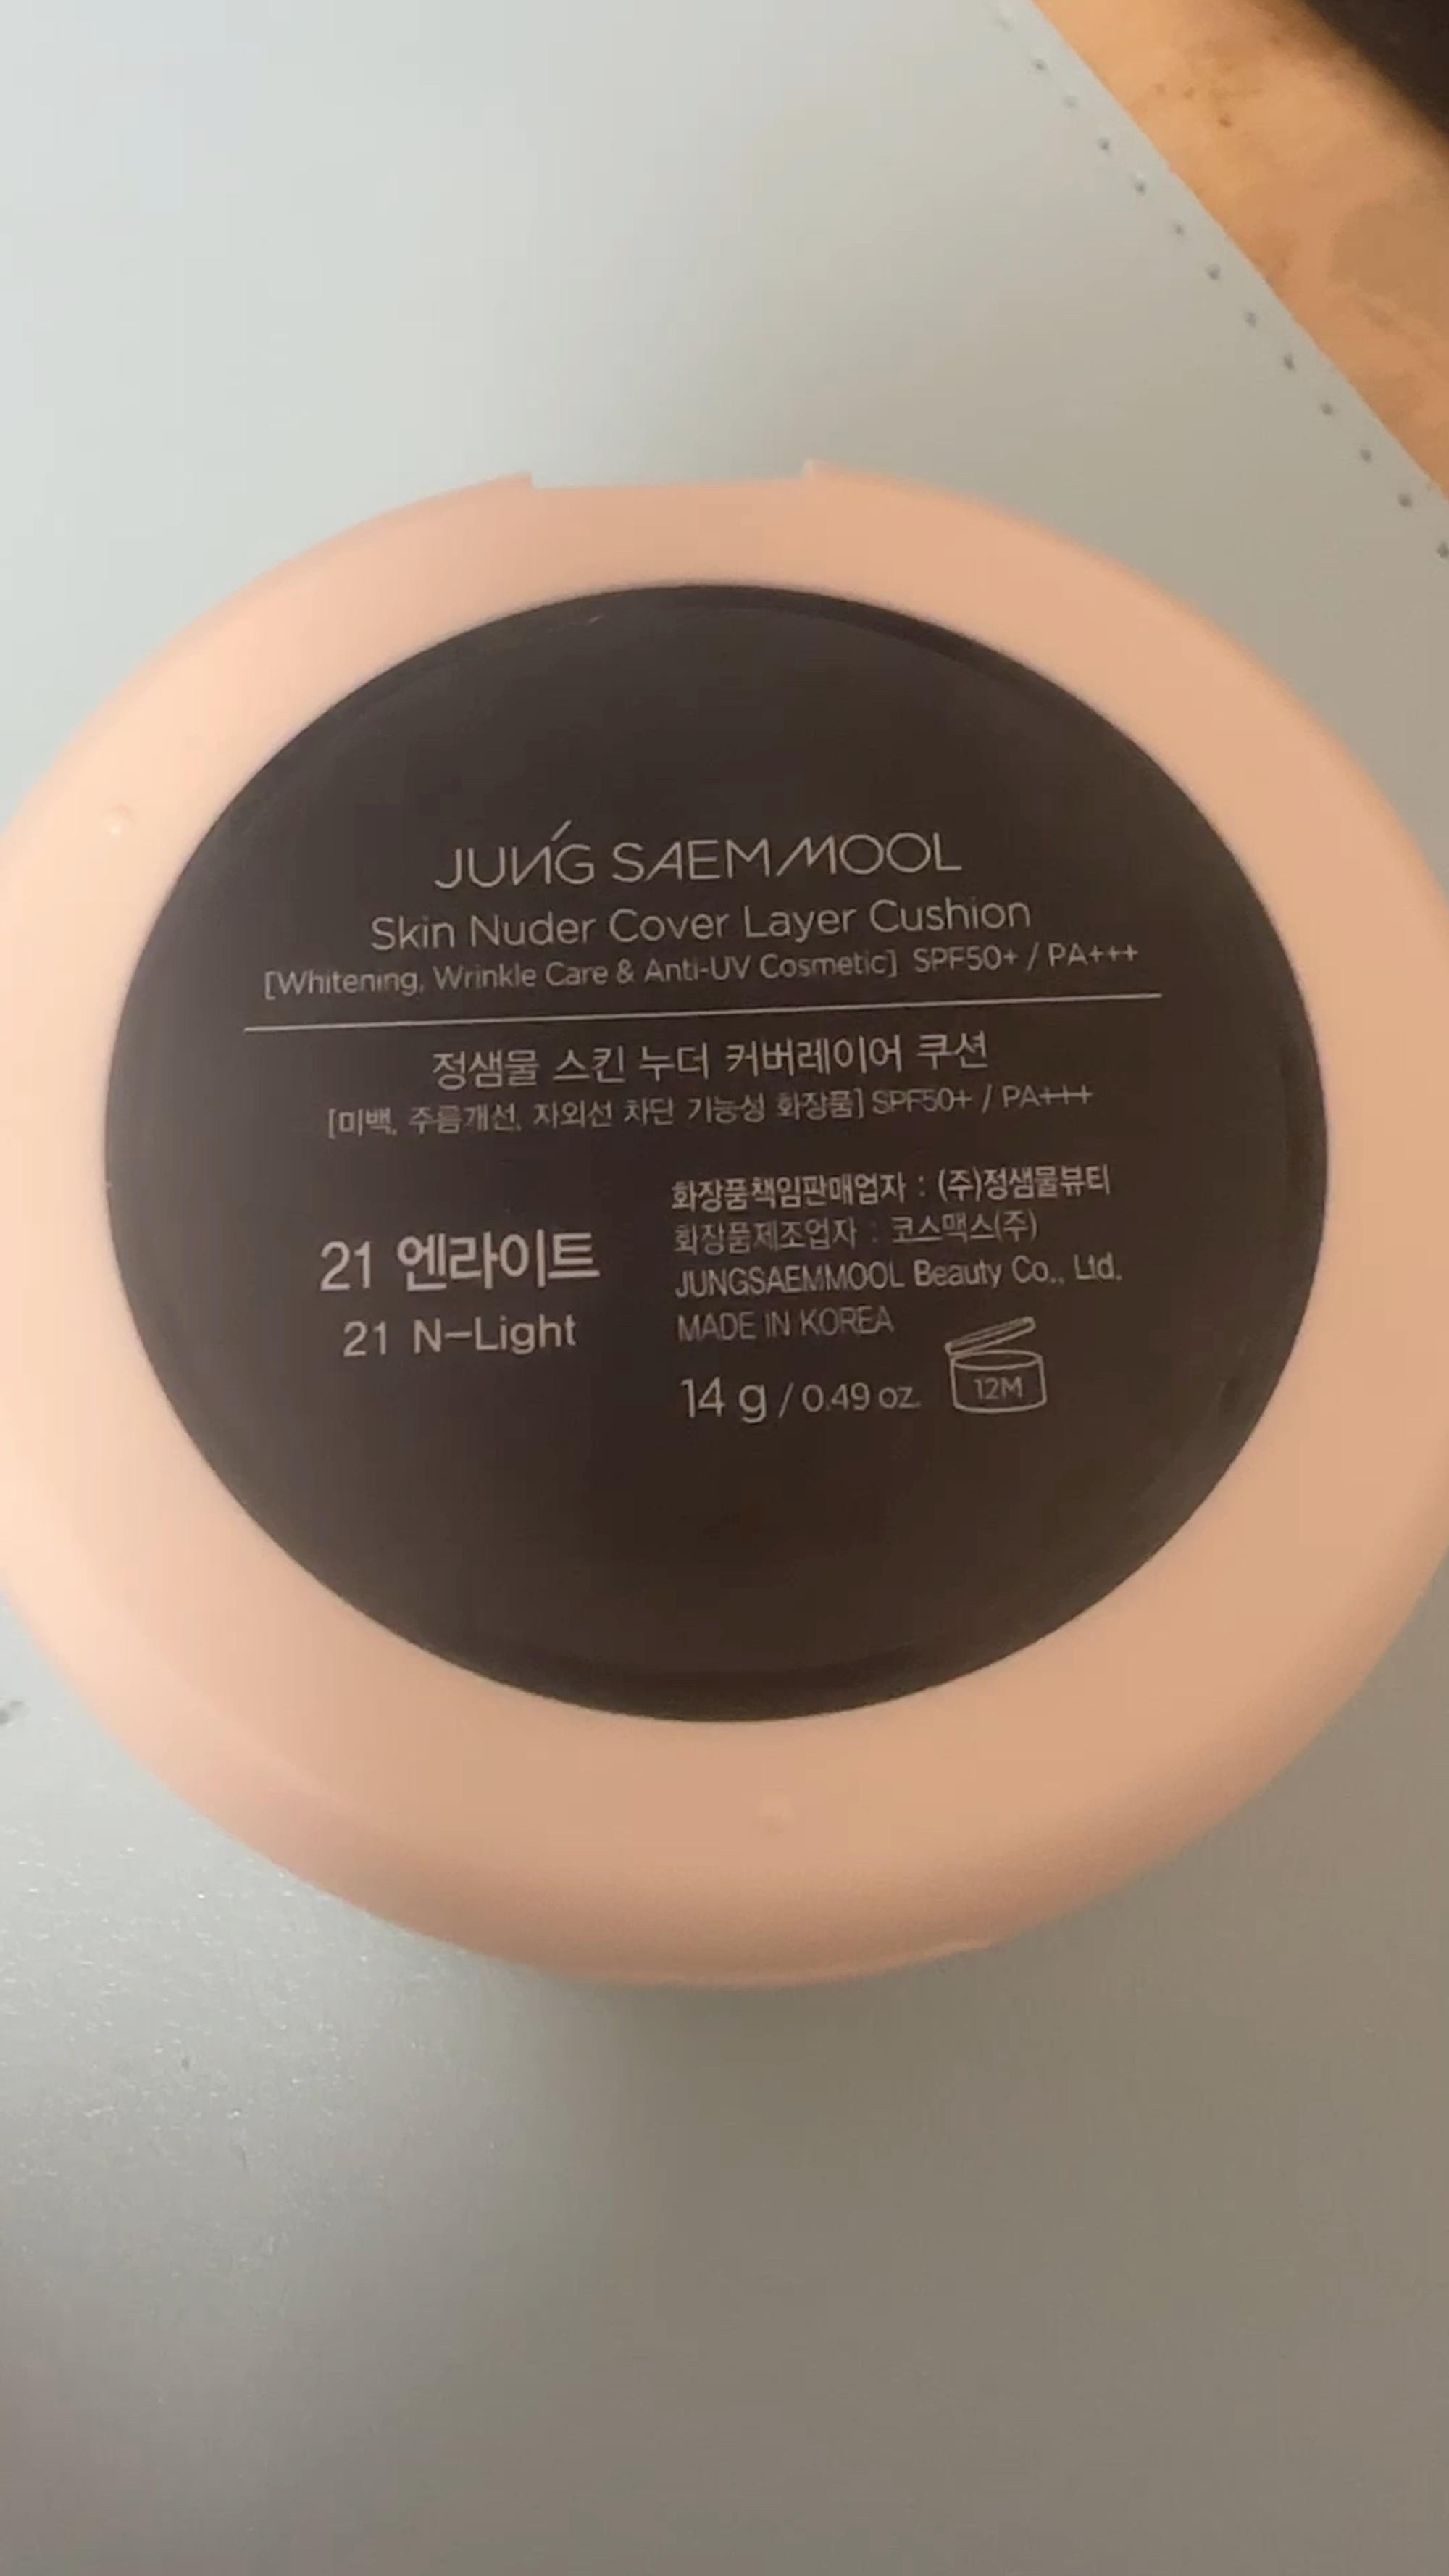 JUNG SAEM MOOL
Skin Nuder Cover Layer Cushion
[Whitening, Wrinkle Care & Anti-UV Cosmetic] SPF50+ / PA+++
정샘물 스킨 누더 커버레이어 쿠션
[미백, 주름개선, 자외선 차단 기능성 화장품] SPF50+ / PA+++
21 엔라이트
21 N-Light
화장품책임판매업자 : (주)정샘물뷰티
화장품제조업자 : 코스맥스(주)
JUNGSAEMMOOL Beauty Co., Ltd.
MADE IN KOREA
14 g / 0.49 oz.
12M